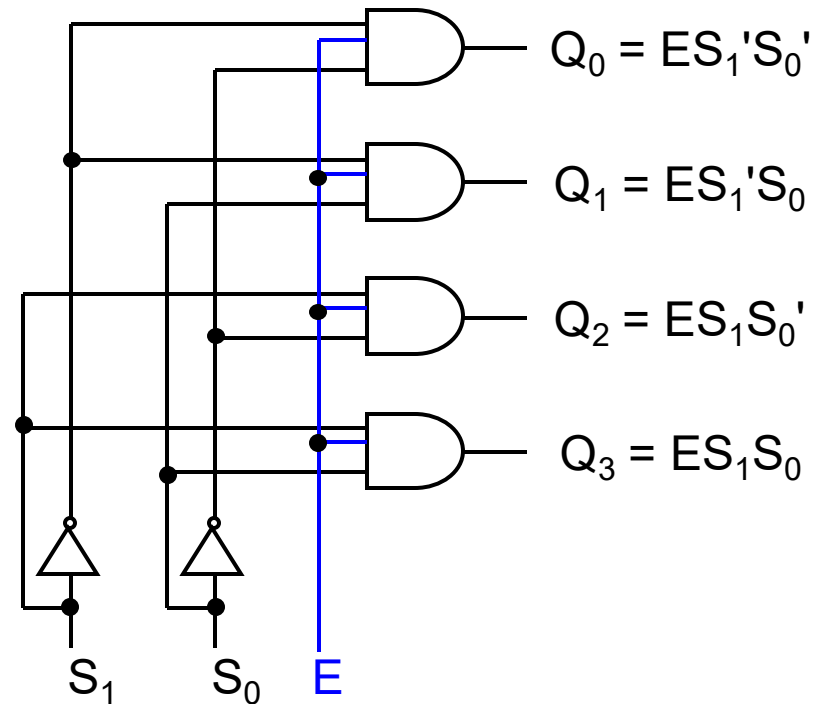 Q₀ = ES₁'S₀'
Q₁ = ES₁'S₀
Q₂ = ES₁S₀'
Q₃ = ES₁S₀
S₁ S₀ E